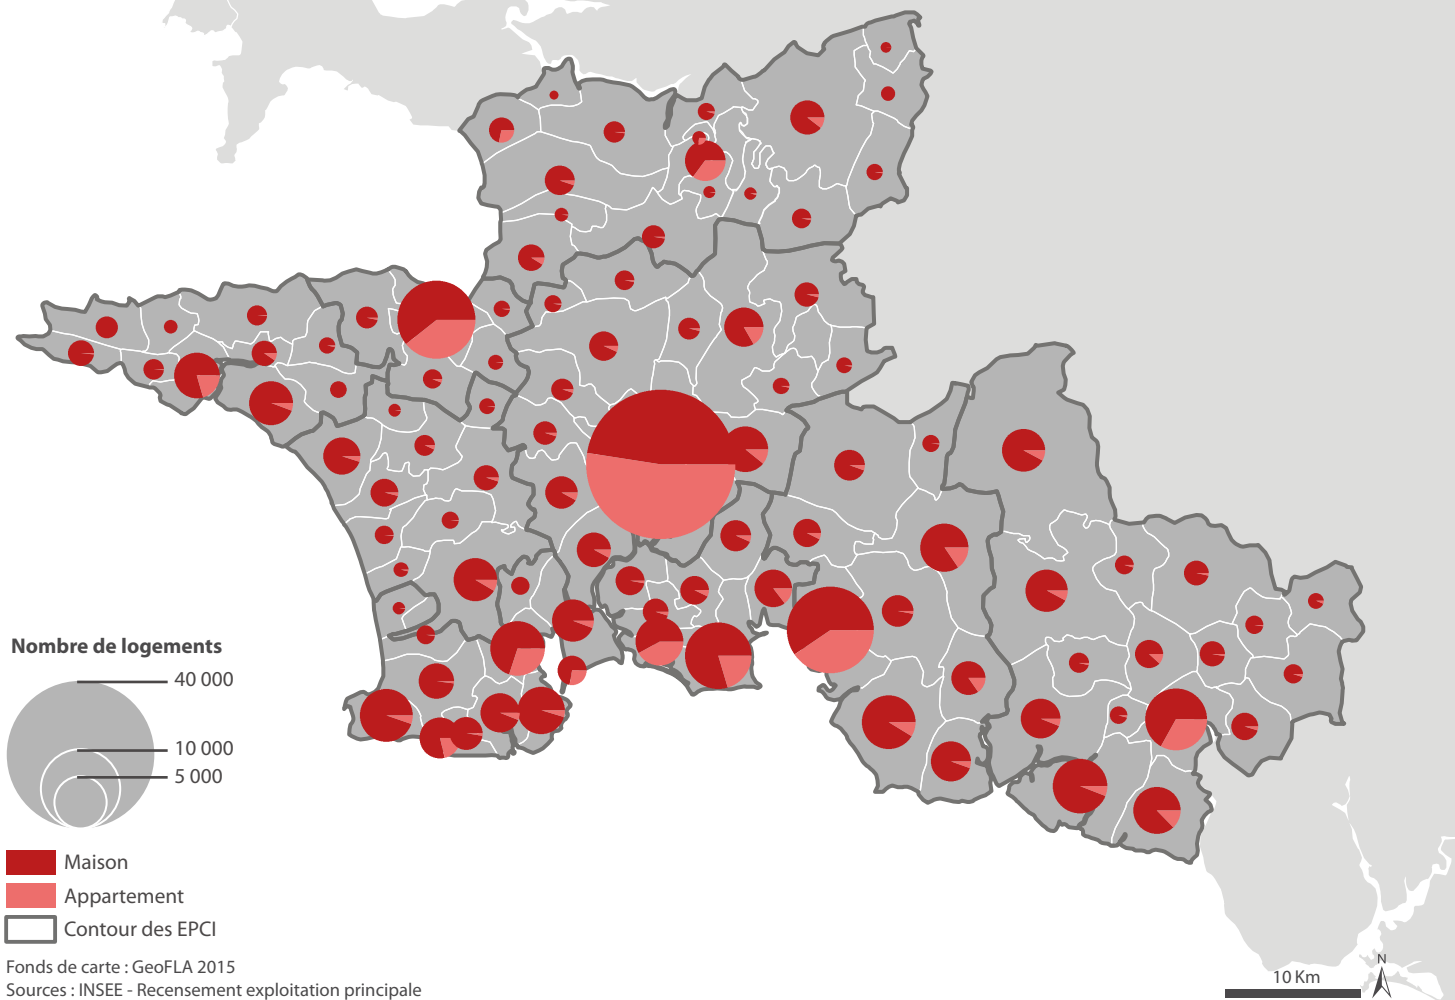 Nombre de logements
40 000
10 000
5 000
Maison
Appartement
Contour des EPCI
Fonds de carte : GeoFLA 2015
Sources : INSEE - Recensement exploitation principale
10 Km
N